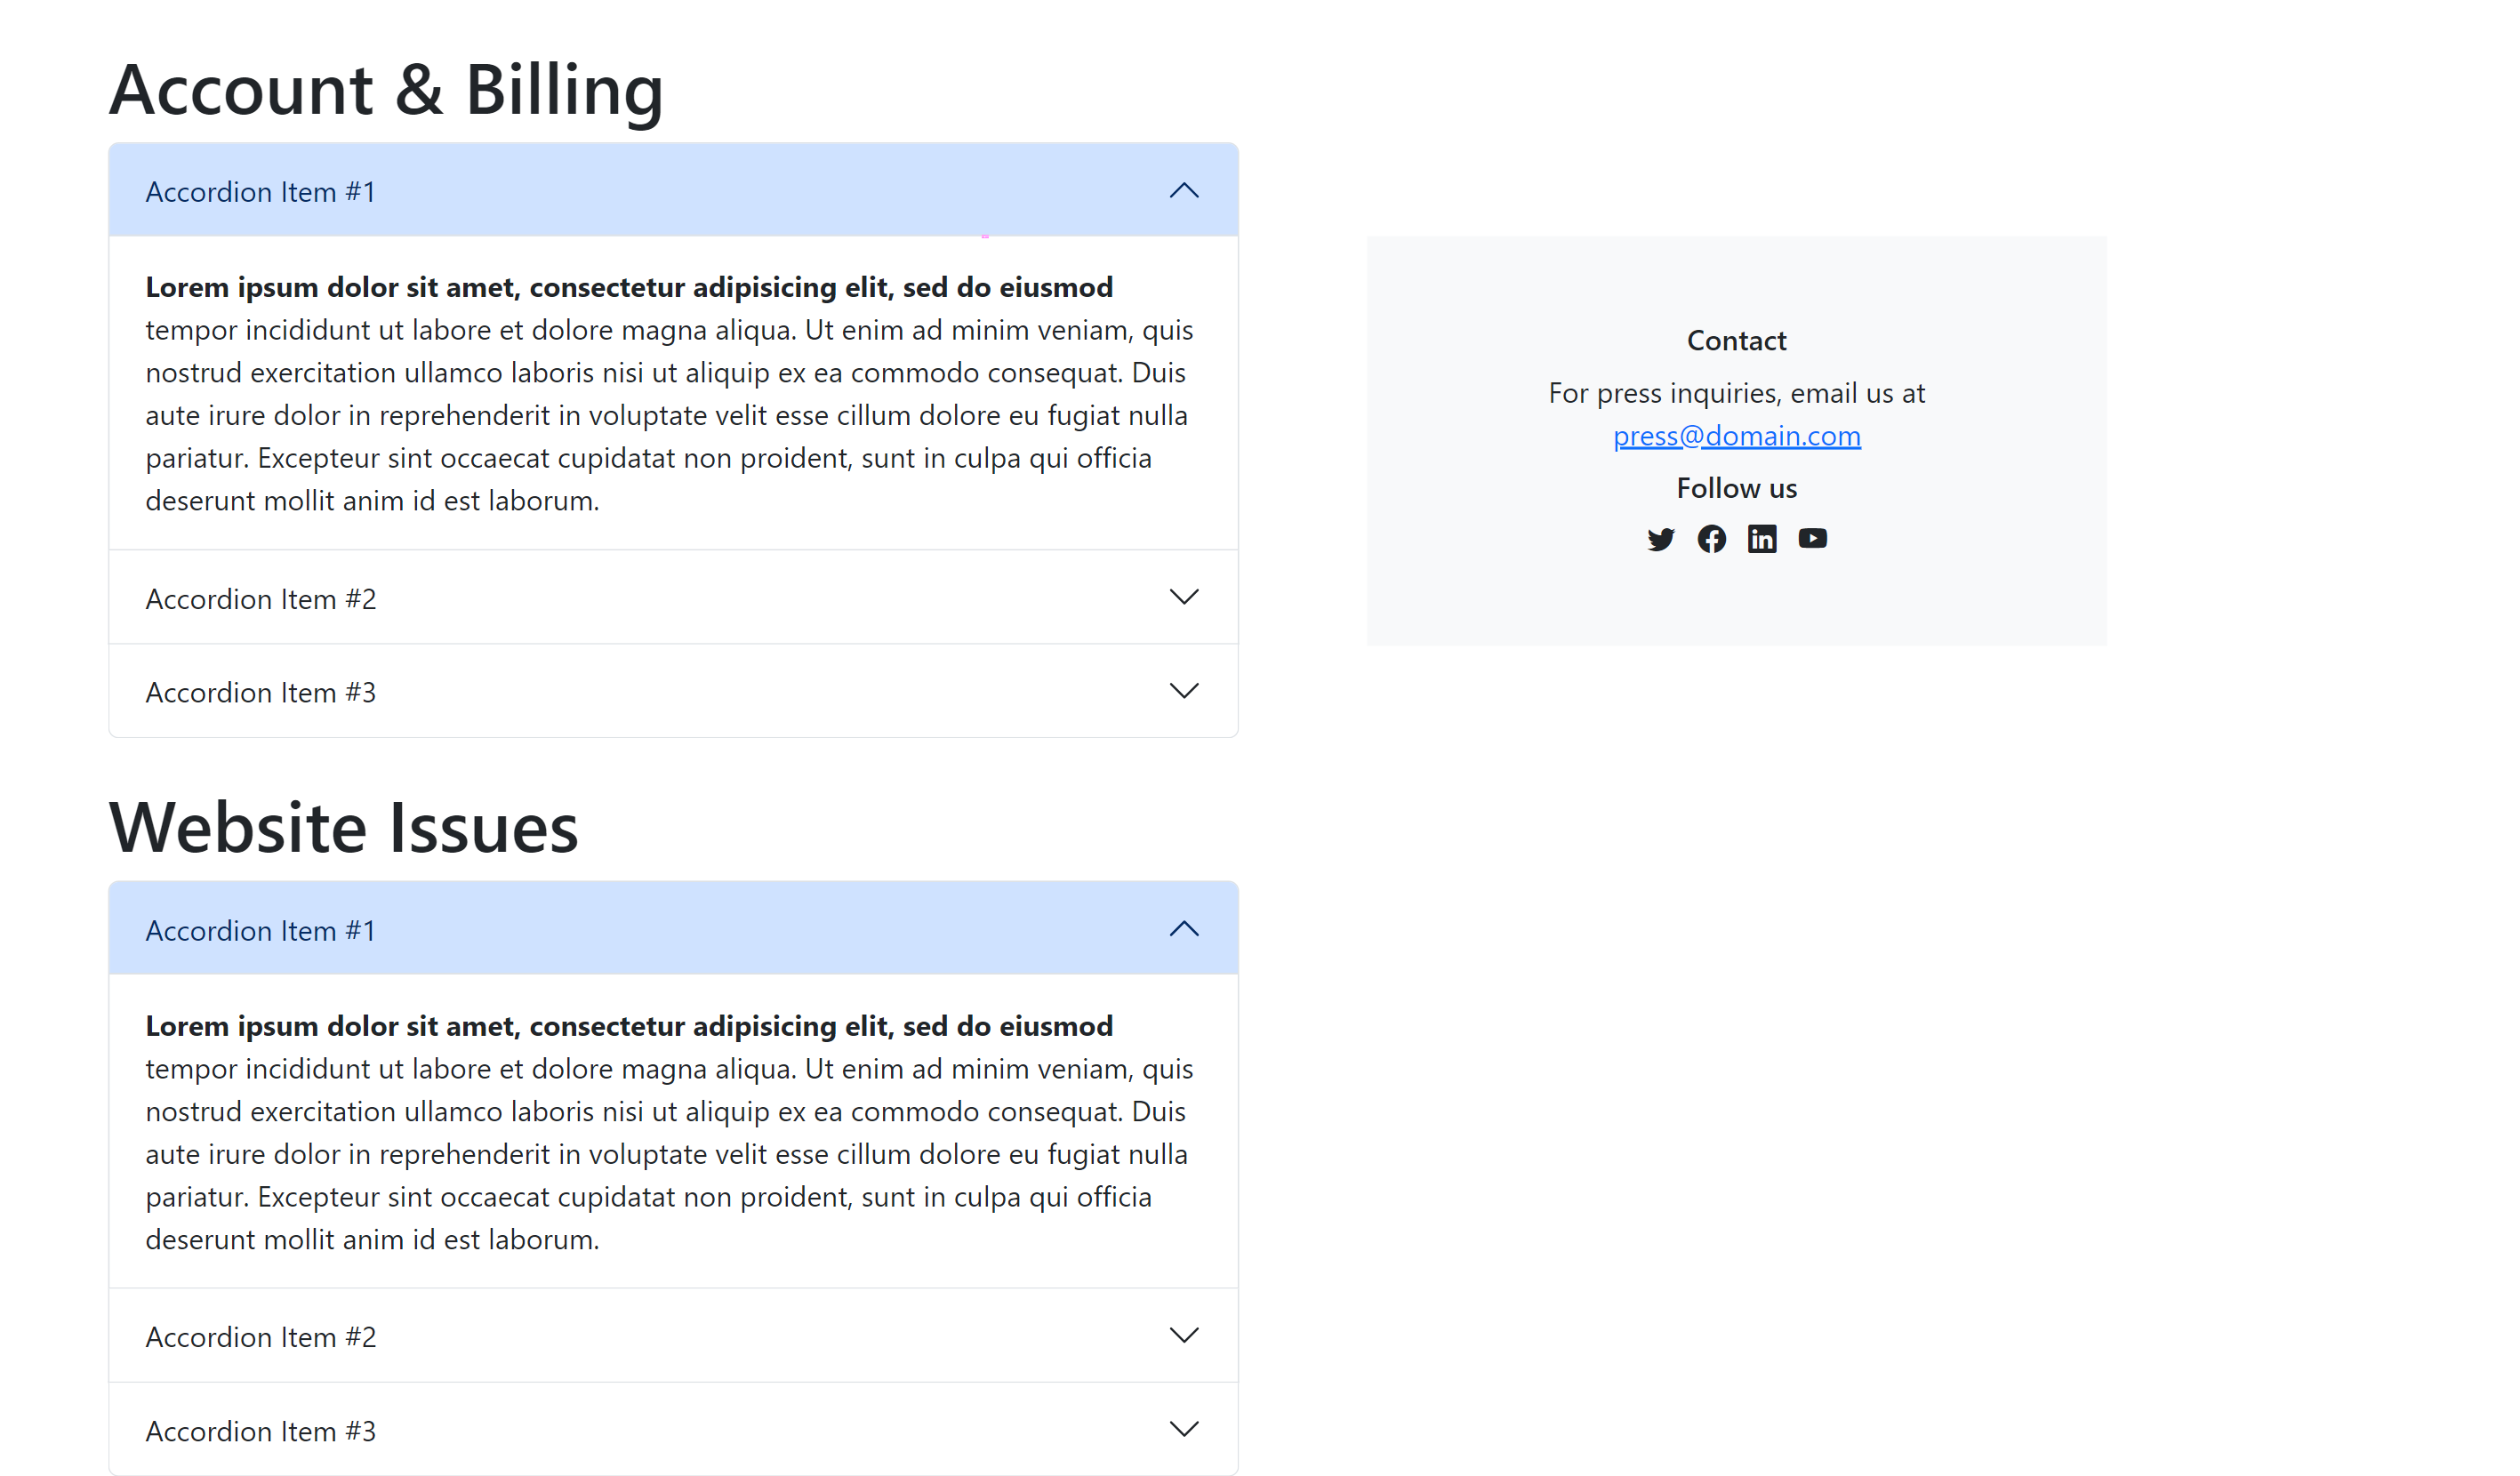 Account & Billing
Accordion Item #1
Lorem ipsum dolor sit amet, consectetur adipisicing elit, sed do eiusmod
tempor incididunt ut labore et dolore magna aliqua. Ut enim ad minim veniam, quis
nostrud exercitation ullamco laboris nisi ut aliquip ex ea commodo consequat. Duis
aute irure dolor in reprehenderit in voluptate velit esse cillum dolore eu fugiat nulla
pariatur. Excepteur sint occaecat cupidatat non proident, sunt in culpa qui officia
deserunt mollit anim id est laborum.
Accordion Item #2
Accordion Item #3
Contact
For press inquiries, email us at
press@domain.com
Follow us
Website Issues
Accordion Item #1
Lorem ipsum dolor sit amet, consectetur adipisicing elit, sed do eiusmod
tempor incididunt ut labore et dolore magna aliqua. Ut enim ad minim veniam, quis
nostrud exercitation ullamco laboris nisi ut aliquip ex ea commodo consequat. Duis
aute irure dolor in reprehenderit in voluptate velit esse cillum dolore eu fugiat nulla
pariatur. Excepteur sint occaecat cupidatat non proident, sunt in culpa qui officia
deserunt mollit anim id est laborum.
Accordion Item #2
Accordion Item #3